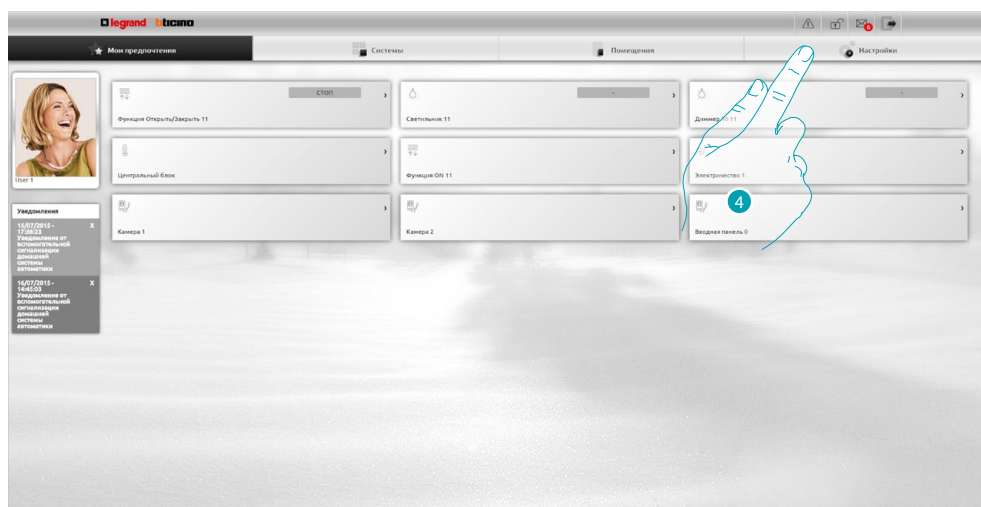 legrand bticino
6
Мои предпочтения
Системы
Помещения
Настройки
СТОП
-
-
Функция Открыть/Закрыть 11
Светильник 11
Диммер 10 11
User 1
Центральный блок
Функция ON 11
Электричество 1
4
Камера 1
Камера 2
Входная панель 0
Уведомления
15/07/2015 - X
17:08:23
Уведомление от
вспомогательной
сигнализации
домашней
системы
автоматики
16/07/2015 - X
14:45:03
Уведомление от
вспомогательной
сигнализации
домашней
системы
автоматики